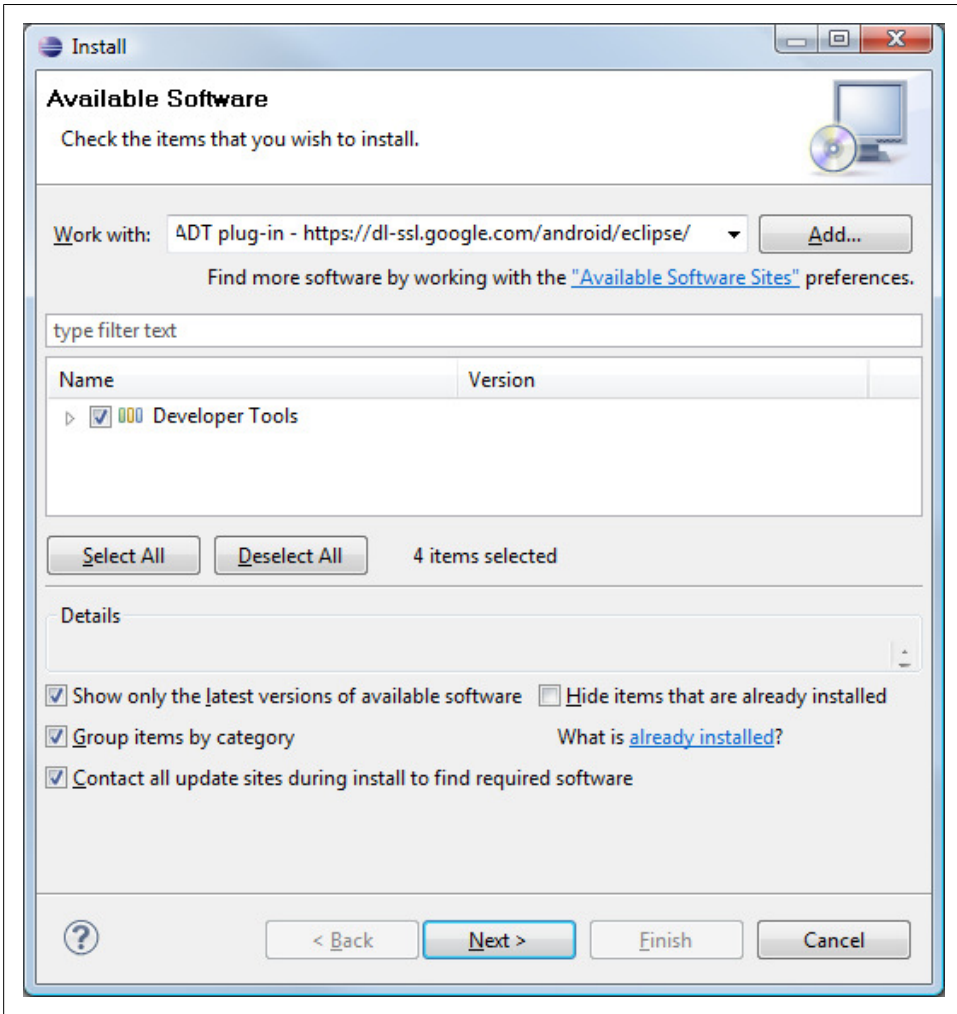 Install
Available Software
Check the items that you wish to install.
Work with: ADT plug-in - https://dl-ssl.google.com/android/eclipse/ Add...
Find more software by working with the "Available Software Sites" preferences.
type filter text
Name Version
Developer Tools
Select All Deselect All 4 items selected
Details
Show only the latest versions of available software Hide items that are already installed
Group items by category What is already installed?
Contact all update sites during install to find required software
? < Back Next > Finish Cancel